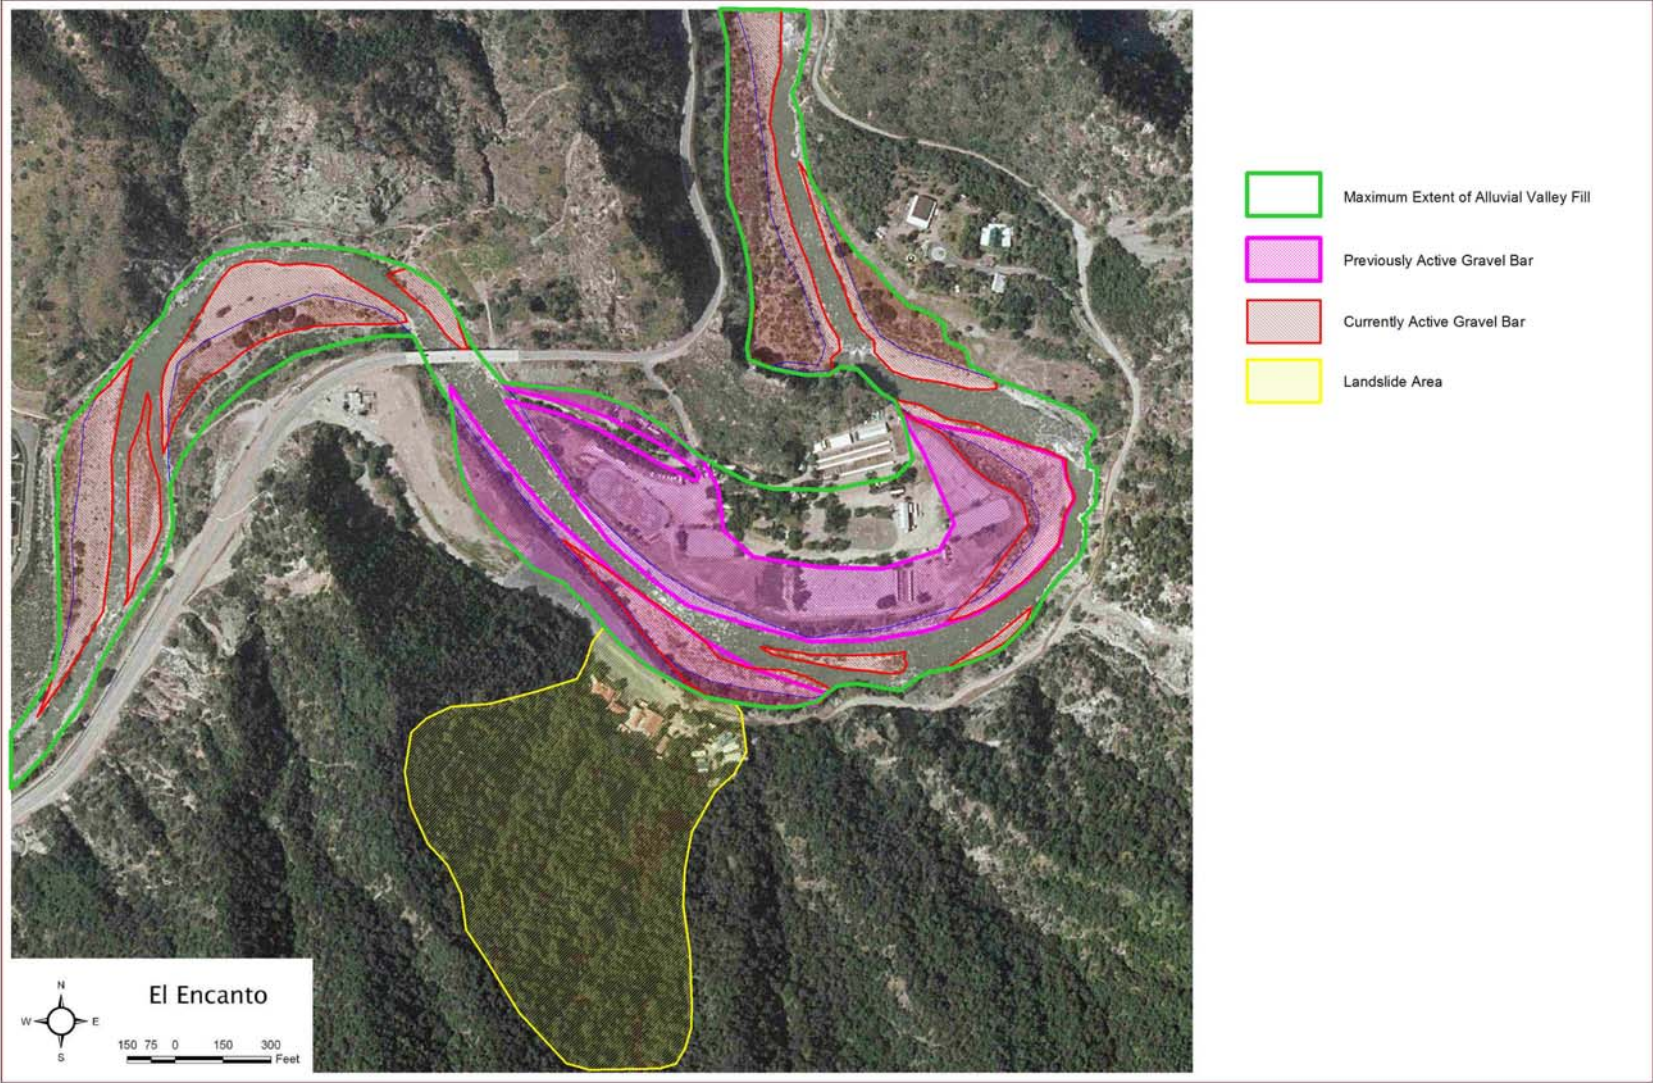 Maximum Extent of Alluvial Valley Fill
Previously Active Gravel Bar
Currently Active Gravel Bar
Landslide Area
El Encanto
N
W E
S
150 75 0 150 300
Feet